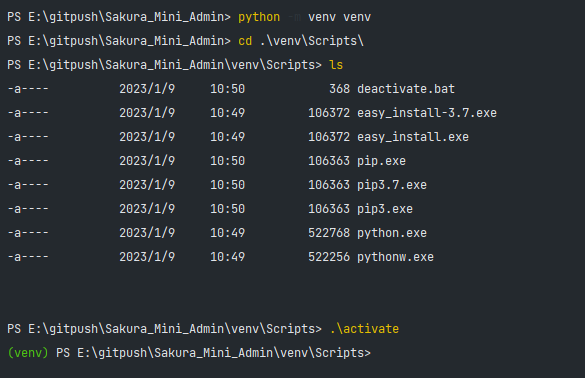 PS E:\gitpush\Sakura_Mini_Admin> python -m venv venv
PS E:\gitpush\Sakura_Mini_Admin> cd .\venv\Scripts\
PS E:\gitpush\Sakura_Mini_Admin\venv\Scripts> ls
-a---- 2023/1/9 10:50 368 deactivate.bat
-a---- 2023/1/9 10:49 106372 easy_install-3.7.exe
-a---- 2023/1/9 10:49 106372 easy_install.exe
-a---- 2023/1/9 10:50 106363 pip.exe
-a---- 2023/1/9 10:50 106363 pip3.7.exe
-a---- 2023/1/9 10:50 106363 pip3.exe
-a---- 2023/1/9 10:49 522768 python.exe
-a---- 2023/1/9 10:49 522256 pythonw.exe
PS E:\gitpush\Sakura_Mini_Admin\venv\Scripts> .\activate
(venv) PS E:\gitpush\Sakura_Mini_Admin\venv\Scripts>